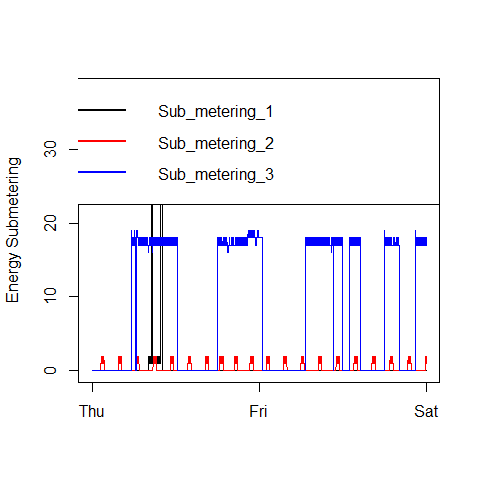 Sub_metering_1
Sub_metering_2
Sub_metering_3
Energy Submetering
30
20
10
0
Thu Fri Sat